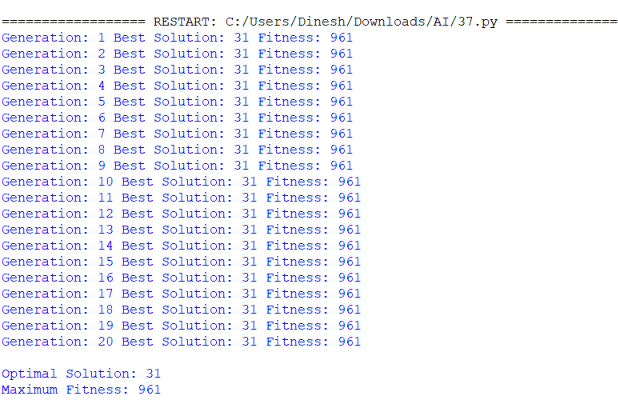 ================== RESTART: C:/Users/Dinesh/Downloads/AI/37.py ==============
Generation: 1 Best Solution: 31 Fitness: 961
Generation: 2 Best Solution: 31 Fitness: 961
Generation: 3 Best Solution: 31 Fitness: 961
Generation: 4 Best Solution: 31 Fitness: 961
Generation: 5 Best Solution: 31 Fitness: 961
Generation: 6 Best Solution: 31 Fitness: 961
Generation: 7 Best Solution: 31 Fitness: 961
Generation: 8 Best Solution: 31 Fitness: 961
Generation: 9 Best Solution: 31 Fitness: 961
Generation: 10 Best Solution: 31 Fitness: 961
Generation: 11 Best Solution: 31 Fitness: 961
Generation: 12 Best Solution: 31 Fitness: 961
Generation: 13 Best Solution: 31 Fitness: 961
Generation: 14 Best Solution: 31 Fitness: 961
Generation: 15 Best Solution: 31 Fitness: 961
Generation: 16 Best Solution: 31 Fitness: 961
Generation: 17 Best Solution: 31 Fitness: 961
Generation: 18 Best Solution: 31 Fitness: 961
Generation: 19 Best Solution: 31 Fitness: 961
Generation: 20 Best Solution: 31 Fitness: 961

Optimal Solution: 31
Maximum Fitness: 961